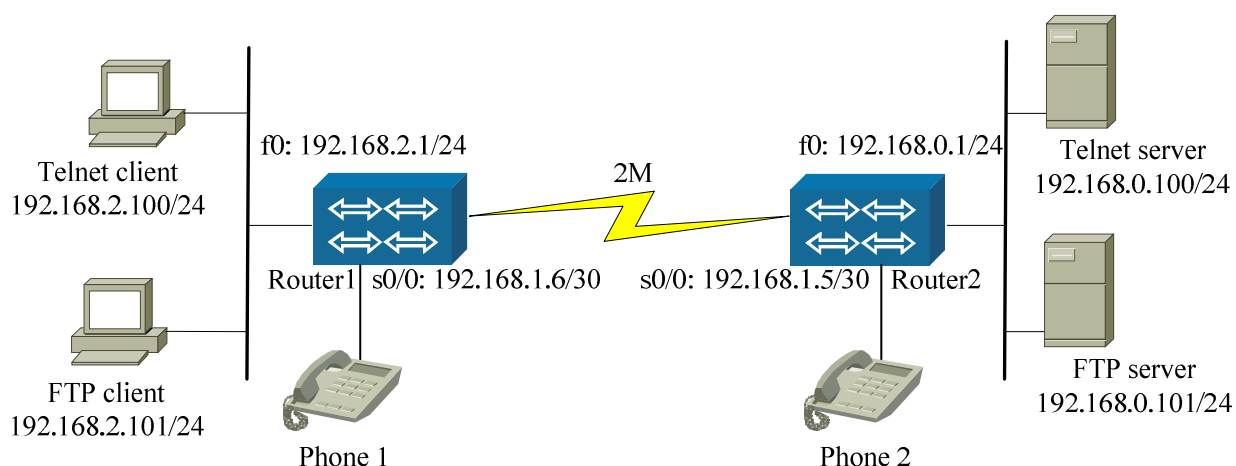 Telnet client
192.168.2.100/24
f0: 192.168.2.1/24
2M
f0: 192.168.0.1/24
Telnet server
192.168.0.100/24
Router1
s0/0: 192.168.1.6/30
s0/0: 192.168.1.5/30
Router2
FTP client
192.168.2.101/24
Phone 1
Phone 2
FTP server
192.168.0.101/24